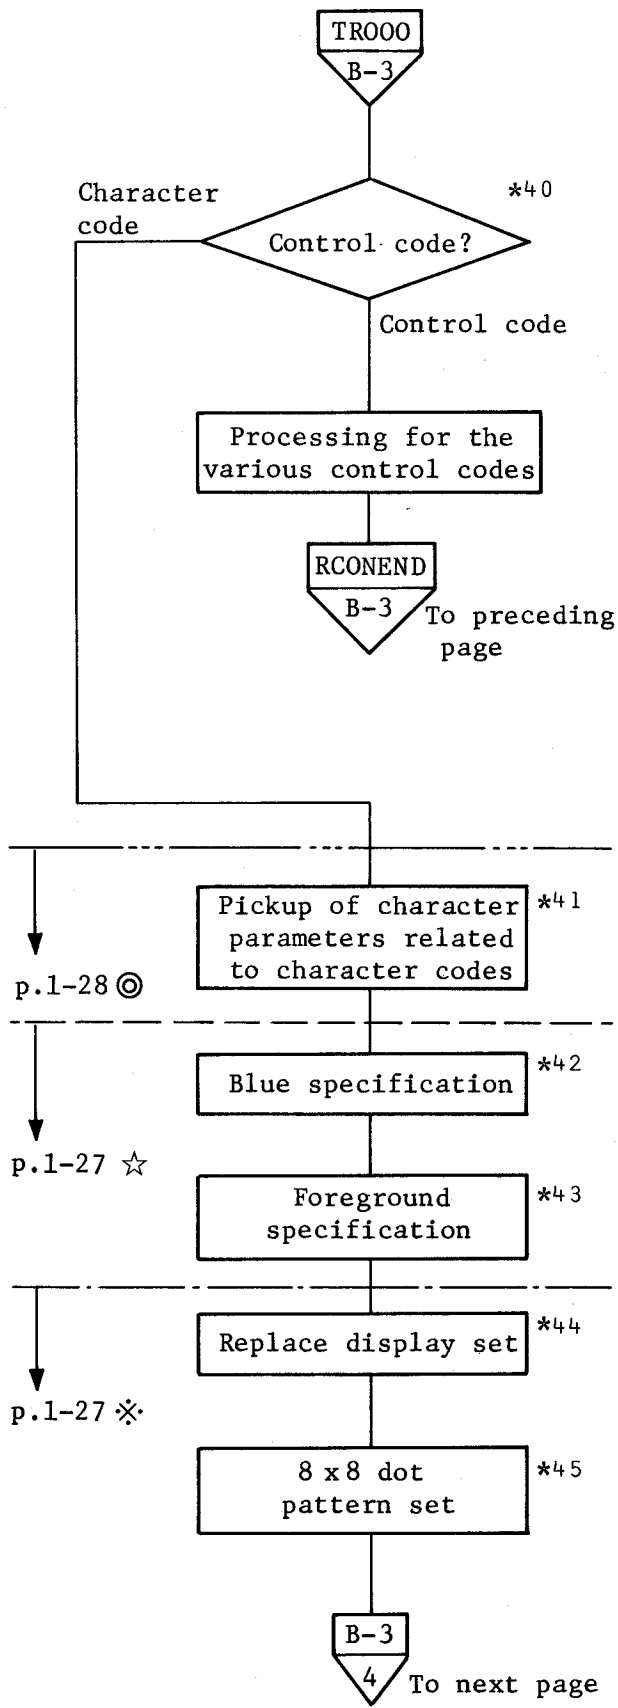 TROOO
B-3
Character
code
*40
Control code?
Control code
Processing for the
various control codes
RCONEND
B-3
To preceding
page
Pickup of character
parameters related
to character codes
*41
p.1-28 ◎
Blue specification
*42
p.1-27 ☆
Foreground
specification
*43
Replace display set
*44
p.1-27 ※
8 x 8 dot
pattern set
*45
B-3
4
To next page